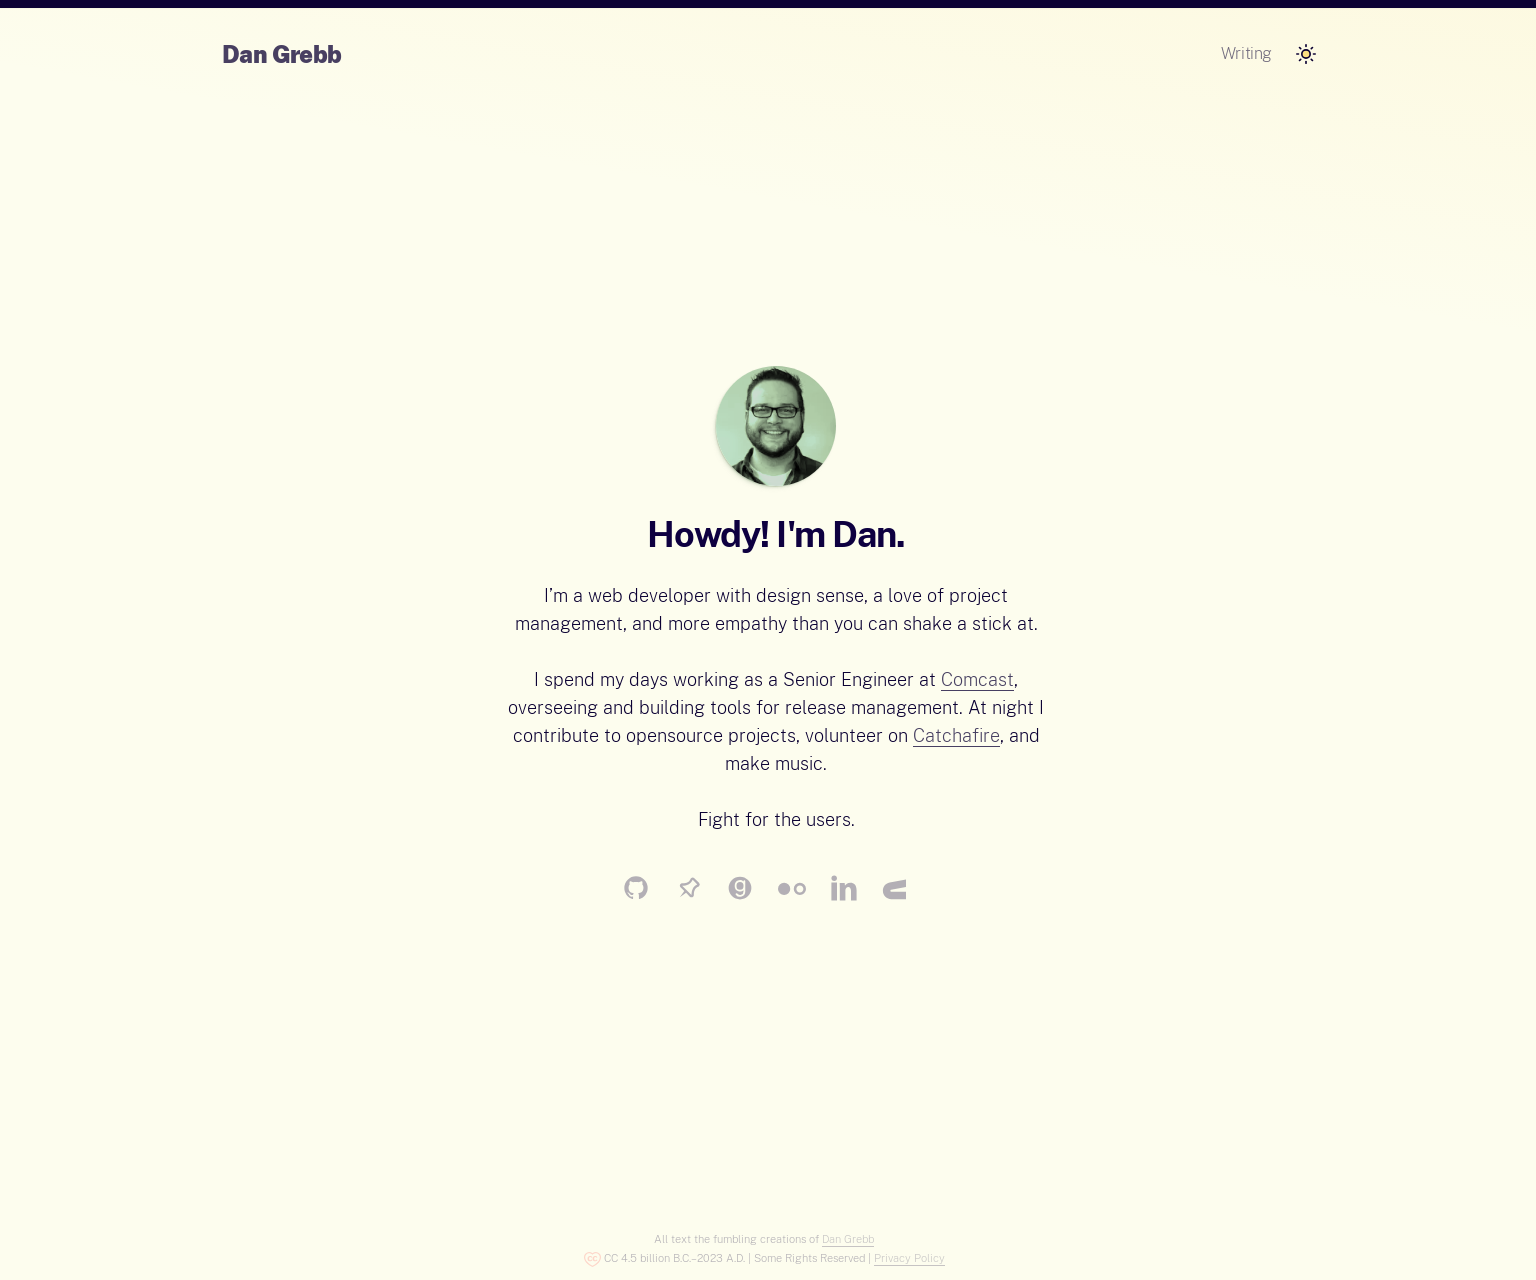 Dan Grebb
Writing
Howdy! I'm Dan.
I’m a web developer with design sense, a love of project
management, and more empathy than you can shake a stick at.
I spend my days working as a Senior Engineer at Comcast,
overseeing and building tools for release management. At night I
contribute to opensource projects, volunteer on Catchafire, and
make music.
Fight for the users.
All text the fumbling creations of Dan Grebb
CC 4.5 billion B.C.–2023 A.D. | Some Rights Reserved | Privacy Policy